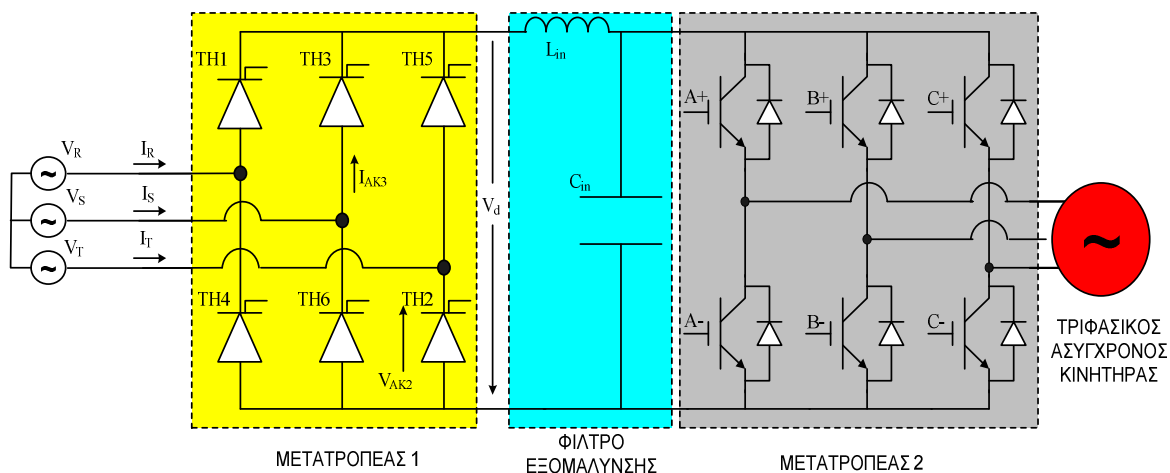 TH1
TH3
TH5
L_in
A+
B+
C+
V_R
I_R
V_S
I_S
V_T
I_T
I_AK3
V_d
C_in
TH4
TH6
TH2
V_AK2
A-
B-
C-
~
~
~
~
ΤΡΙΦΑΣΙΚΟΣ
ΑΣΥΓΧΡΟΝΟΣ
ΚΙΝΗΤΗΡΑΣ
ΜΕΤΑΤΡΟΠΕΑΣ 1
ΦΙΛΤΡΟ
ΕΞΟΜΑΛΥΝΣΗΣ
ΜΕΤΑΤΡΟΠΕΑΣ 2